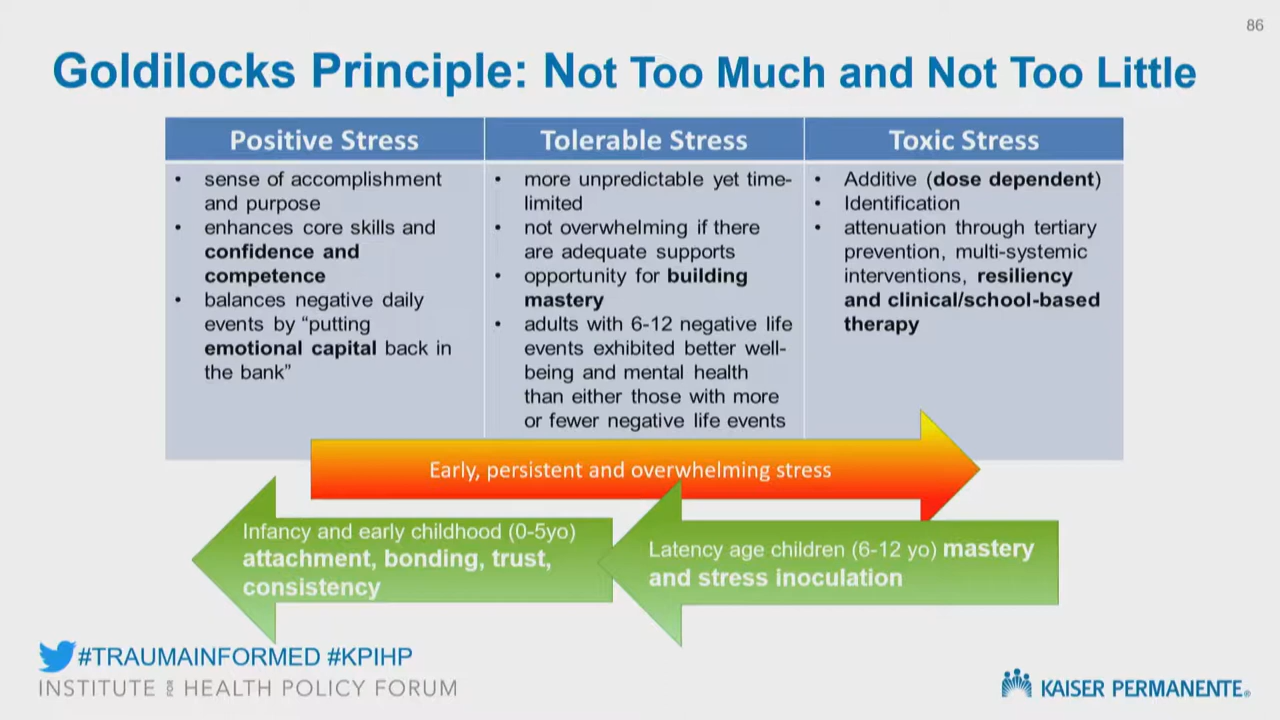 86
Goldilocks Principle: Not Too Much and Not Too Little
Positive Stress
• sense of accomplishment
and purpose
• enhances core skills and
confidence and
competence
• balances negative daily
events by “putting
emotional capital back in
the bank”
Tolerable Stress
• more unpredictable yet time-
limited
• not overwhelming if there
are adequate supports
• opportunity for building
mastery
• adults with 6-12 negative life
events exhibited better well-
being and mental health
than either those with more
or fewer negative life events
Toxic Stress
• Additive (dose dependent)
• Identification
• attenuation through tertiary
prevention, multi-systemic
interventions, resiliency
and clinical/school-based
therapy
Early, persistent and overwhelming stress
Infancy and early childhood (0-5yo)
attachment, bonding, trust,
consistency
Latency age children (6-12 yo) mastery
and stress inoculation
#TRAUMAINFORMED #KPIHP
INSTITUTE FOR HEALTH POLICY FORUM
KAISER PERMANENTE®